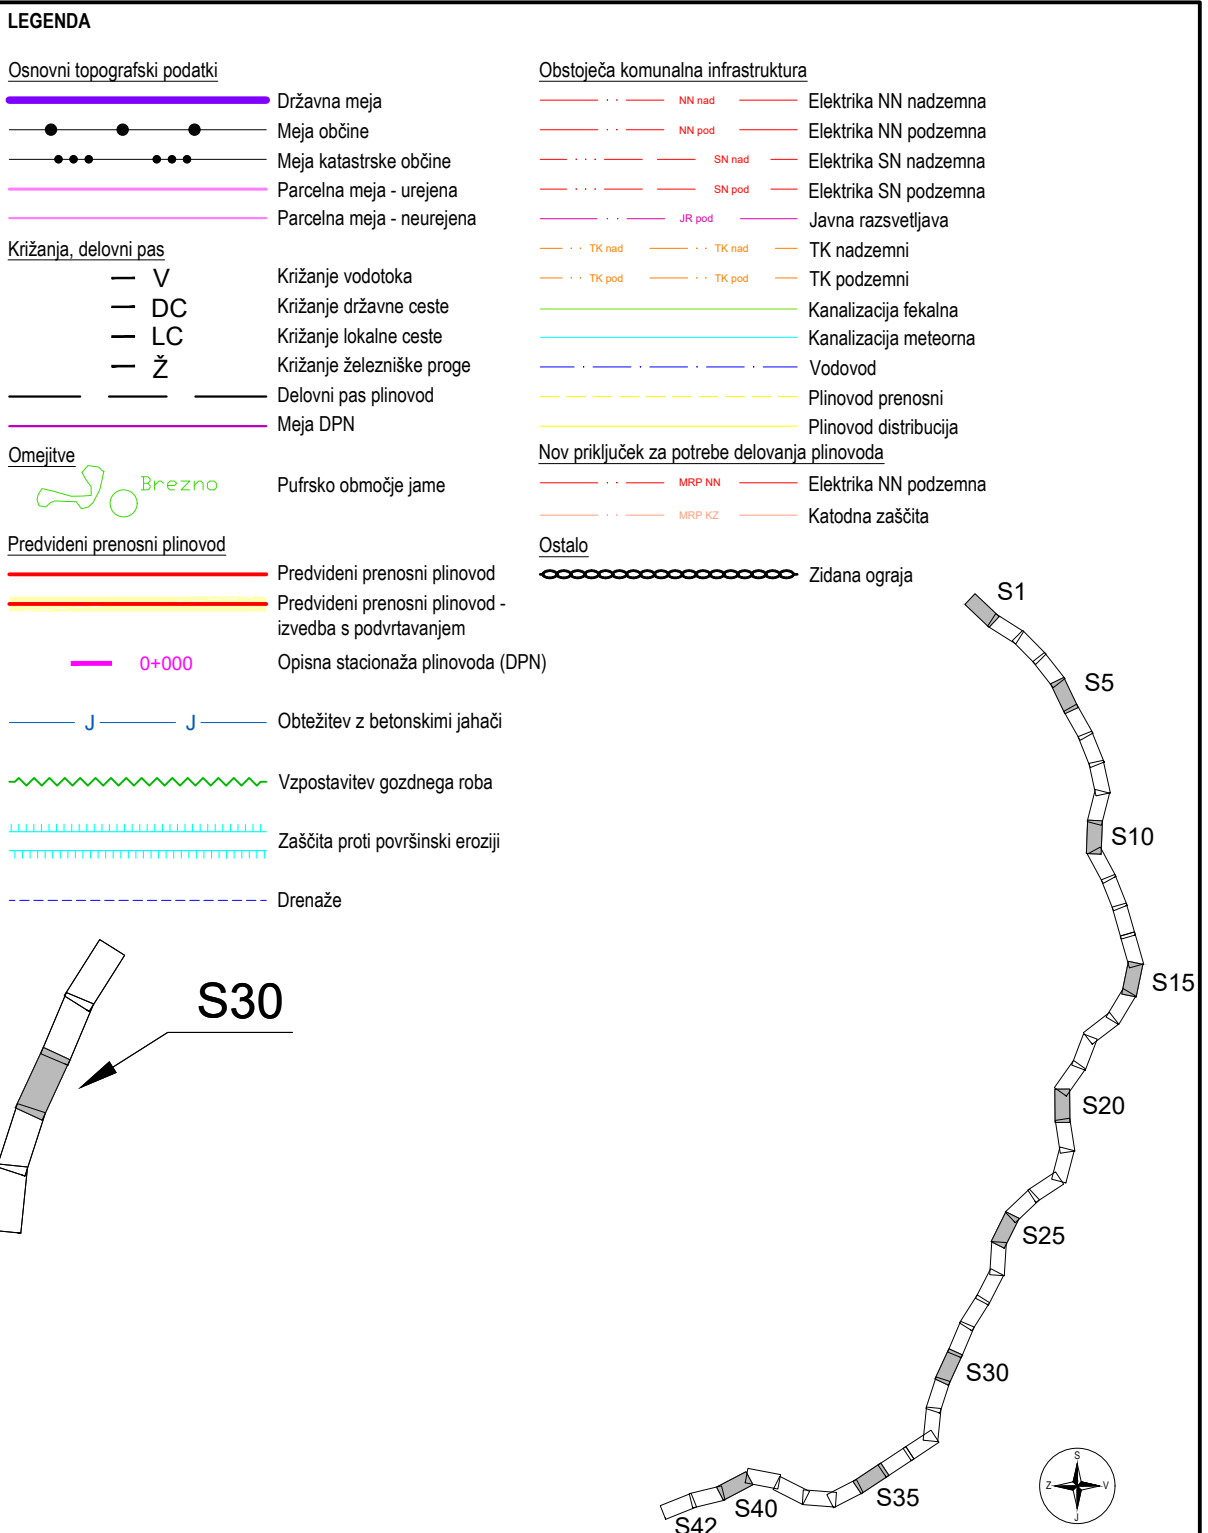 LEGENDA
Osnovni topografski podatki
Državna meja
Meja občine
Meja katastrske občine
Parcelna meja - urejena
Parcelna meja - neurejena
Križanja, delovni pas
V Križanje vodotoka
DC Križanje državne ceste
LC Križanje lokalne ceste
Ž Križanje železniške proge
Delovni pas plinovod
Meja DPN
Omejitve
Brezno Pufrsko območje jame
Predvideni prenosni plinovod
Predvideni prenosni plinovod
Predvideni prenosni plinovod -
izvedba s podvrtavanjem
0+000 Opisna stacionaža plinovoda (DPN)
J J Obtežitev z betonskimi jahači
Vzpostavitev gozdnega roba
Zaščita proti površinski eroziji
Drenaže
Obstoječa komunalna infrastruktura
NN nad Elektrika NN nadzemna
NN pod Elektrika NN podzemna
SN nad Elektrika SN nadzemna
SN pod Elektrika SN podzemna
JR pod Javna razsvetljava
TK nad TK nad TK nadzemni
TK pod TK pod TK podzemni
Kanalizacija fekalna
Kanalizacija meteorna
Vodovod
Plinovod prenosni
Plinovod distribucija
Nov priključek za potrebe delovanja plinovoda
MRP NN Elektrika NN podzemna
MRP KZ Katodna zaščita
Ostalo
Zidana ograja
S30
S1
S5
S10
S15
S20
S25
S30
S35
S40
S42
S
Z V
J